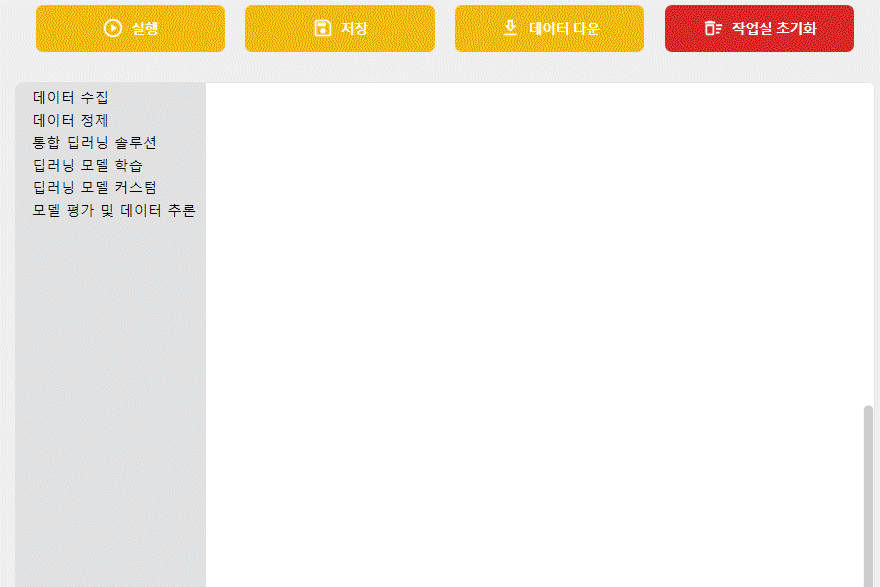 실행
저장
데이터 다운
작업실 초기화
데이터 수집
데이터 정제
통합 딥러닝 솔루션
딥러닝 모델 학습
딥러닝 모델 커스텀
모델 평가 및 데이터 추론